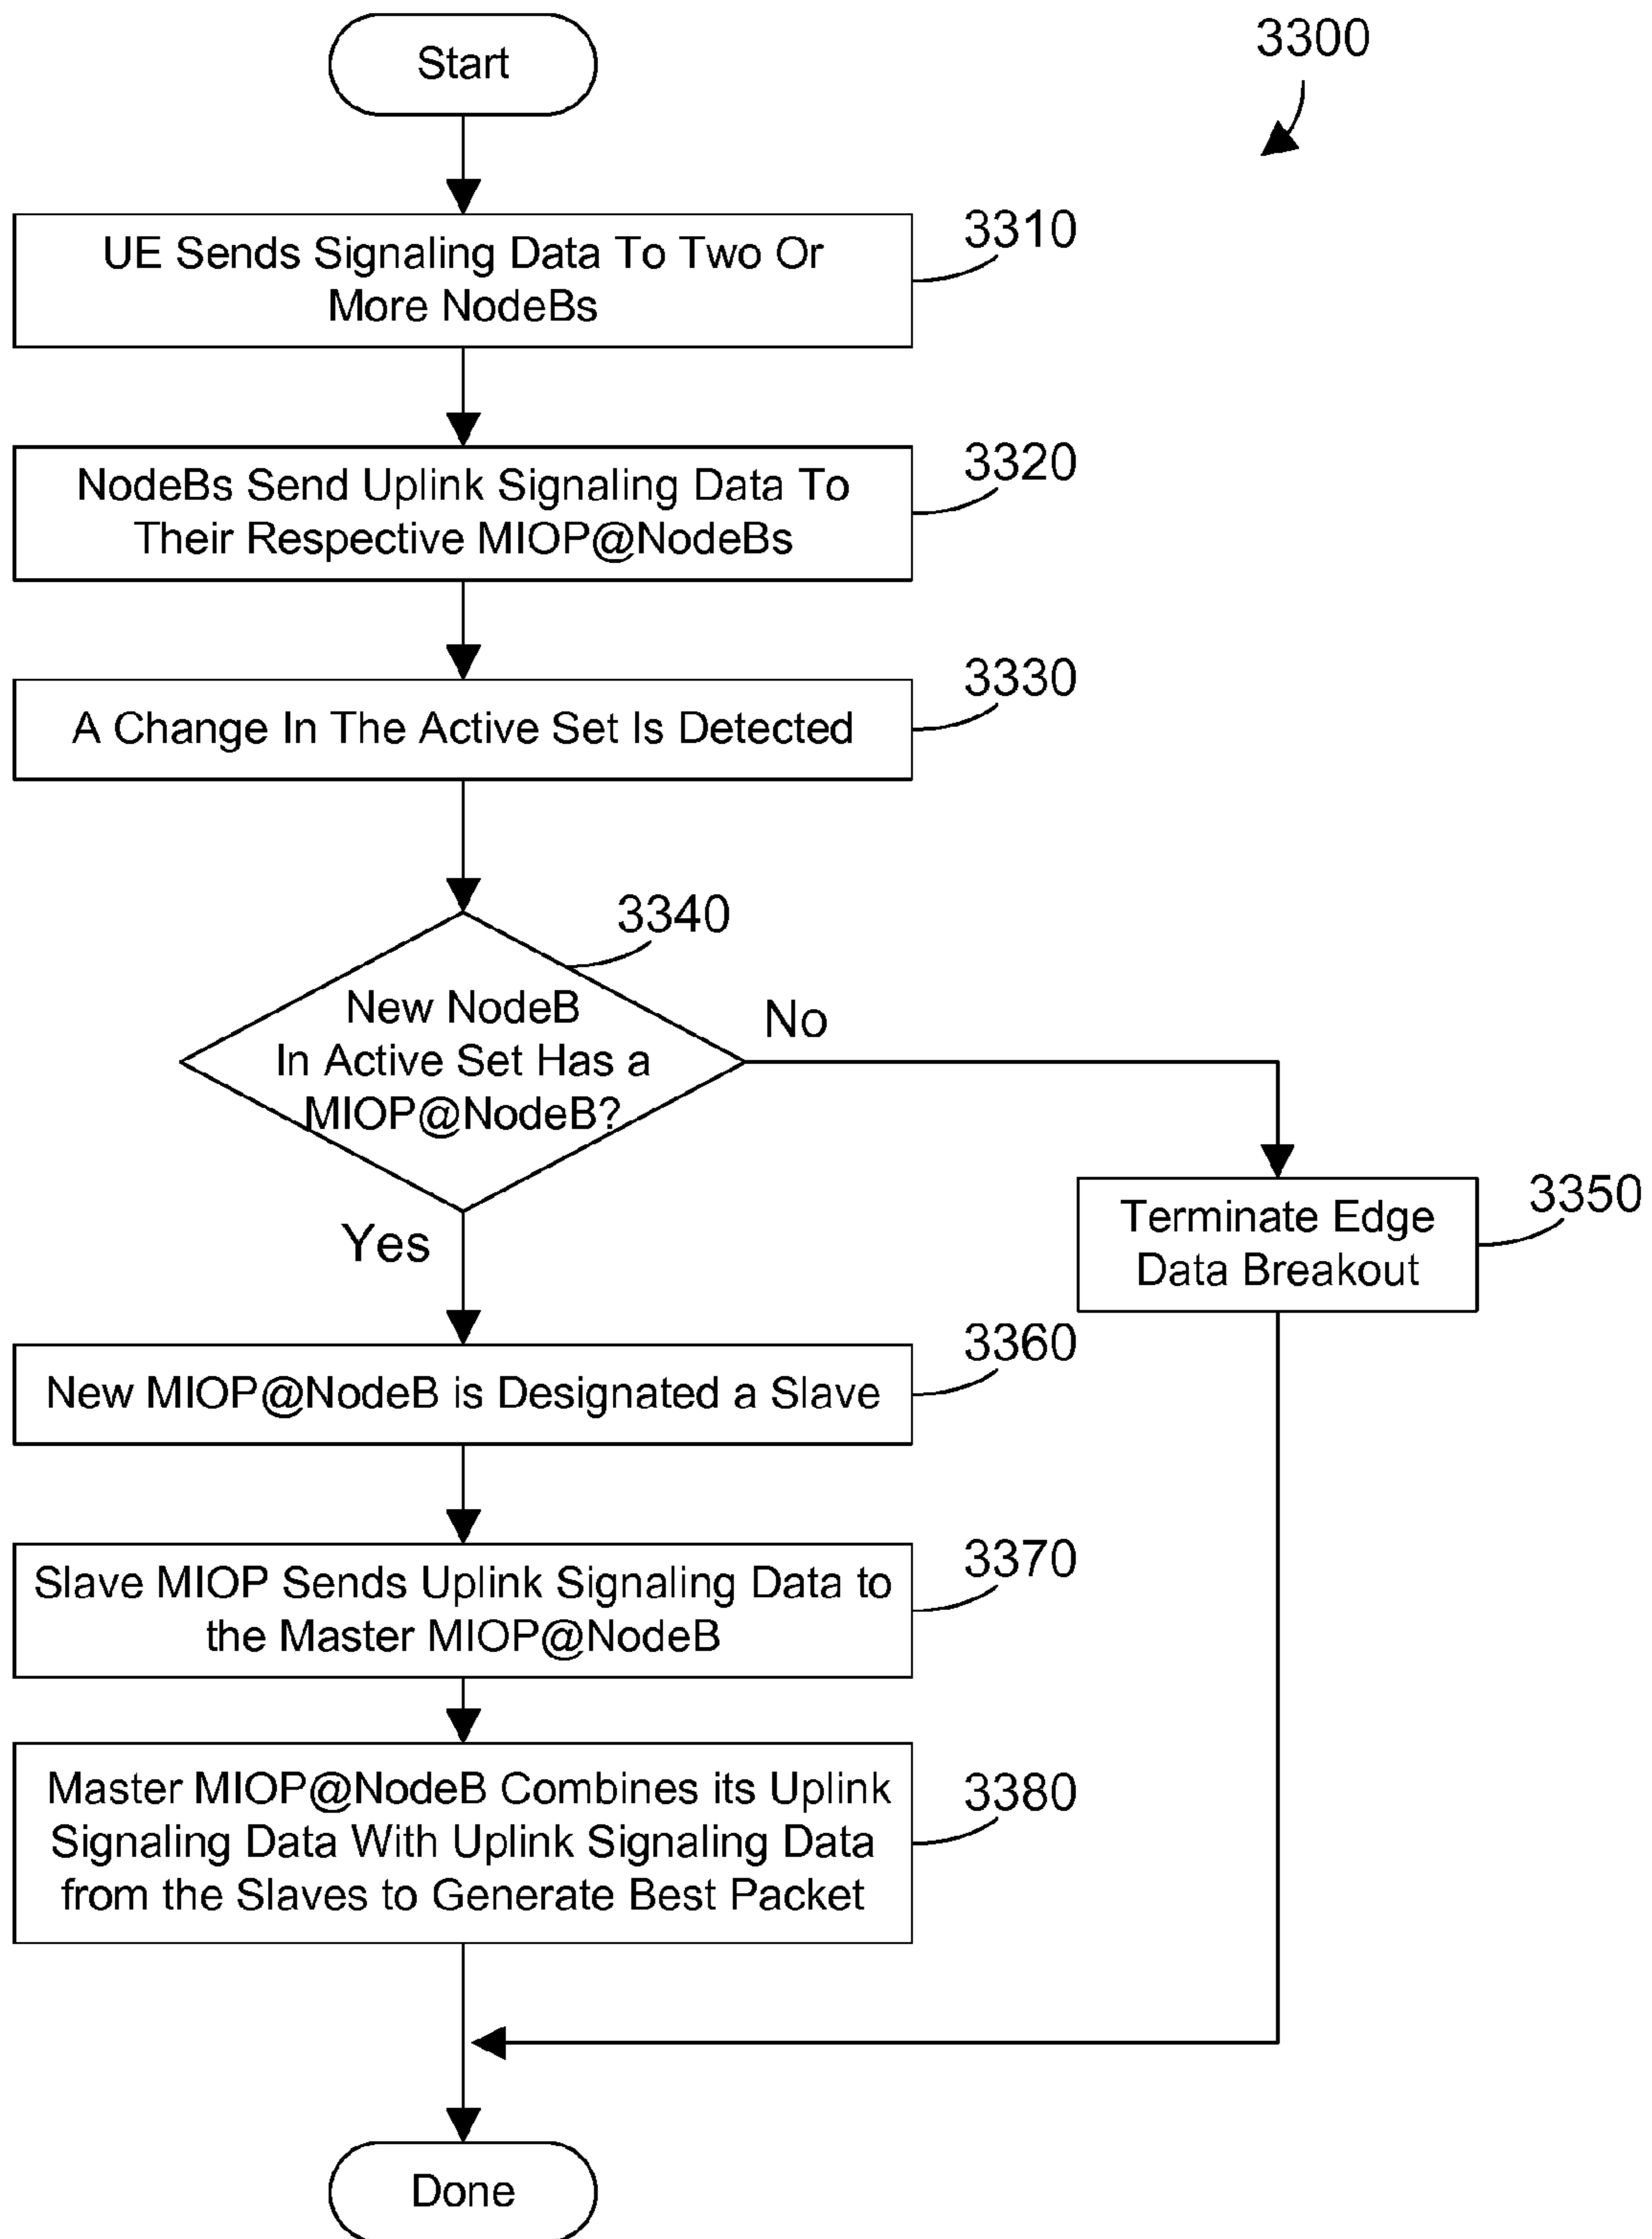 Start
3300
UE Sends Signaling Data To Two Or
More NodeBs
3310
NodeBs Send Uplink Signaling Data To
Their Respective MIOP@NodeBs
3320
A Change In The Active Set Is Detected
3330
3340
New NodeB
In Active Set Has a
MIOP@NodeB?
No
Yes
Terminate Edge
Data Breakout
3350
New MIOP@NodeB is Designated a Slave
3360
Slave MIOP Sends Uplink Signaling Data to
the Master MIOP@NodeB
3370
Master MIOP@NodeB Combines its Uplink
Signaling Data With Uplink Signaling Data
from the Slaves to Generate Best Packet
3380
Done